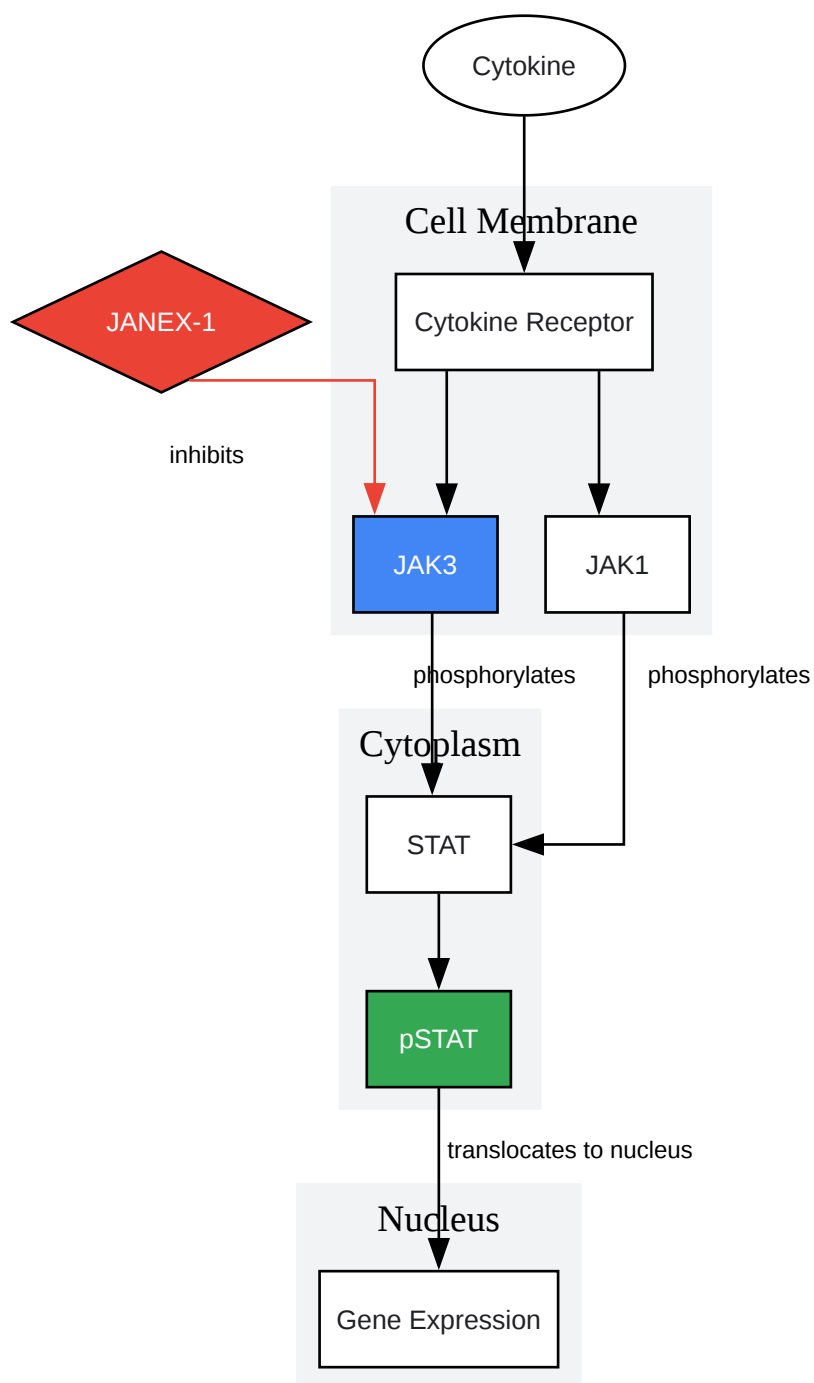 Cytokine
Cell Membrane
JANEX-1
Cytokine Receptor
inhibits
JAK3
JAK1
phosphorylates
phosphorylates
Cytoplasm
STAT
pSTAT
translocates to nucleus
Nucleus
Gene Expression